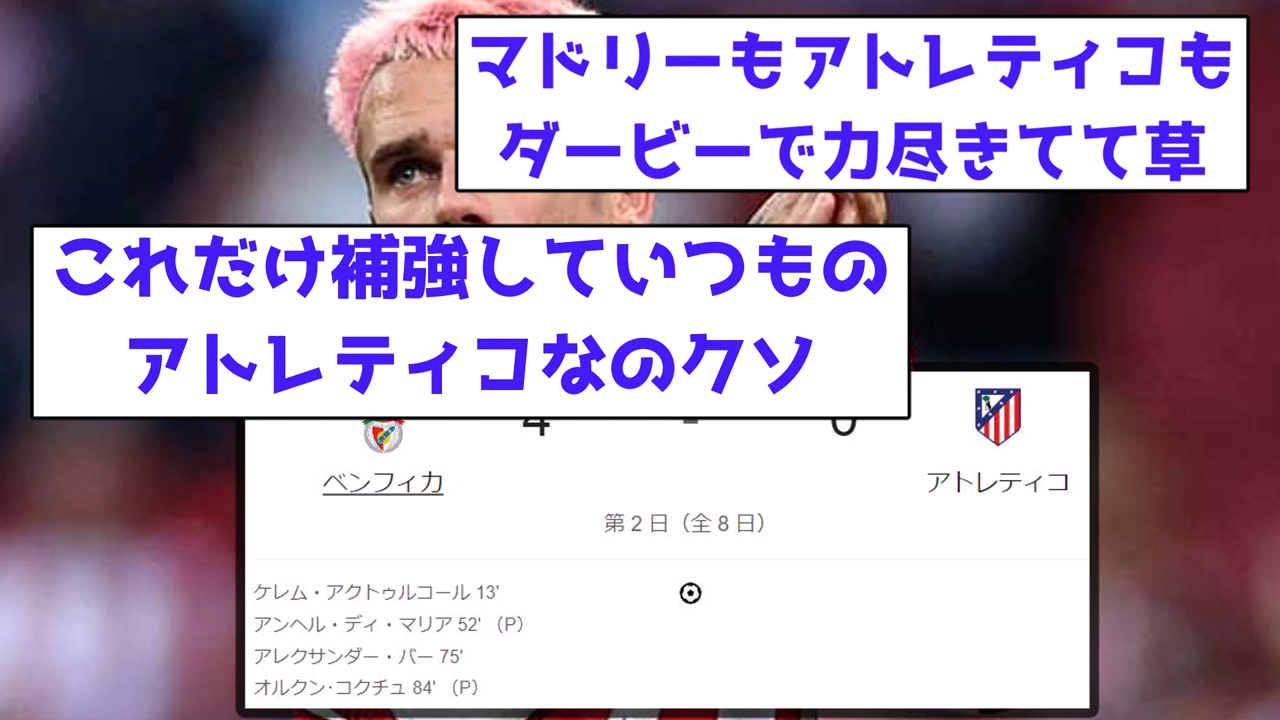 マドリーもアトレティコも
ダービーで力尽きてて草
これだけ補強していつもの
アトレティコなのクソ
4 - 0
ベンフィカ
アトレティコ
第 2 日（全 8 日）
ケレム・アクトゥルコール 13'
アンヘル・ディ・マリア 52' （P）
アレクサンダー・バー 75'
オルクン・コクチュ 84' （P）